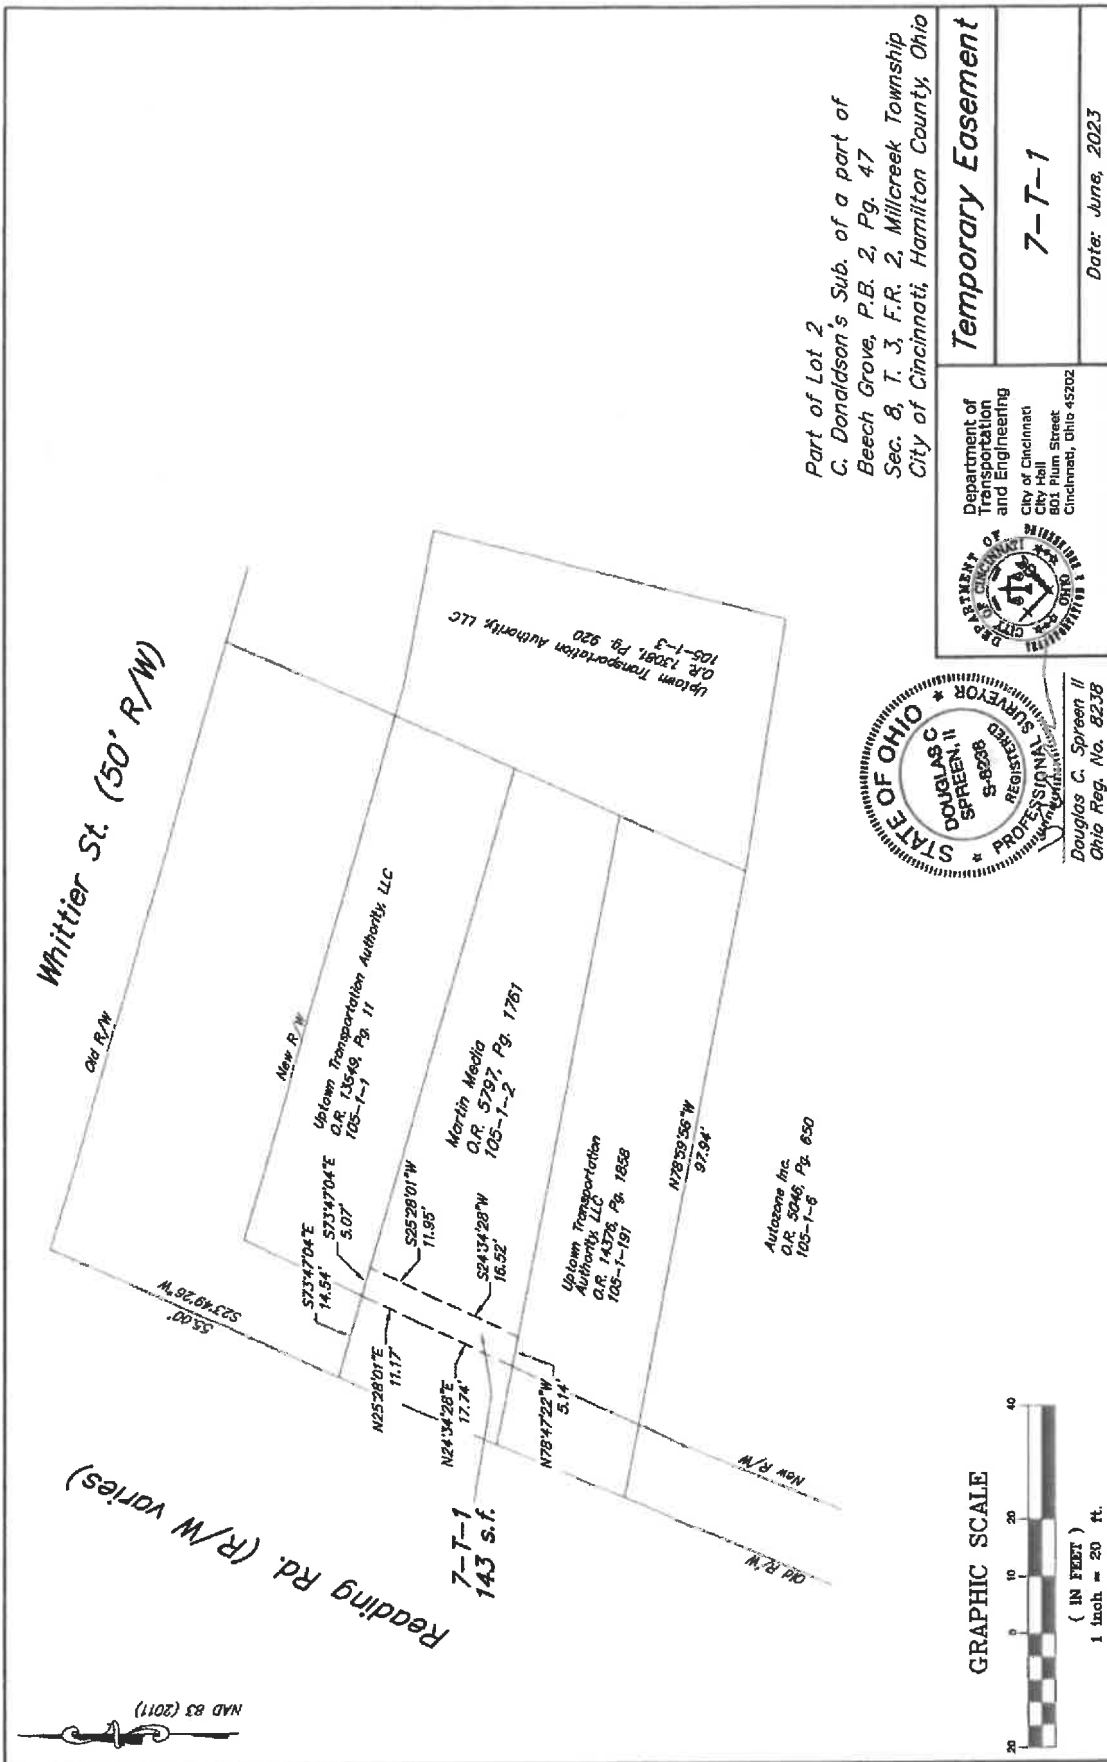 NAD 83 (2011)
Whittier St. (50' R/W)
Old R/W
New R/W
Reading Rd. (R/W varies)
S23°49'26"W
55.00'
S73°47'04"E
14.54'
S73°47'04"E
5.07'
Uptown Transportation Authority, LLC
O.R. 13549, Pg. 11
105-1-1
S25°28'01"W
11.95'
Martin Media
O.R. 5797, Pg. 1761
105-1-2
S24°34'28"W
16.52'
N25°28'01"E
11.17'
N24°34'28"E
17.74'
7-T-1
143 s.f.
N78°47'22"W
5.14'
Uptown Transportation
Authority, LLC
O.R. 14376, Pg. 1858
105-1-191
N78°59'56"W
97.94'
Autozone Inc.
O.R. 5046, Pg. 650
105-1-6
Uptown Transportation Authority, LLC
O.R. 13081, Pg. 920
105-1-3
New R/W
Old R/W
Part of Lot 2
C. Donaldson's Sub. of a part of
Beech Grove, P.B. 2, Pg. 47
Sec. 8, T. 3, F.R. 2, Millcreek Township
City of Cincinnati, Hamilton County, Ohio
GRAPHIC SCALE
20 0 10 20 40
( IN FEET )
1 inch = 20 ft.
STATE OF OHIO
DOUGLAS C
SPREEN, II
S-8238
REGISTERED
PROFESSIONAL SURVEYOR
Douglas C. Spreen II
Ohio Reg. No. 8238
DEPARTMENT OF
CITY OF CINCINNATI
OHIO
Department of
Transportation
and Engineering
City of Cincinnati
City Hall
801 Plum Street
Cincinnati, Ohio 45202
Temporary Easement
7-T-1
Date: June, 2023